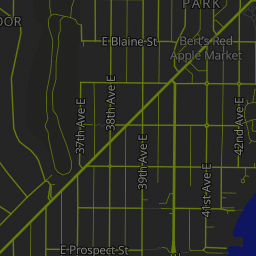 PARK
OOR
E Blaine St
Bert's Red
Apple Market
37th Ave E
38th Ave E
39th Ave E
41st Ave E
42nd Ave E
E Prospect St